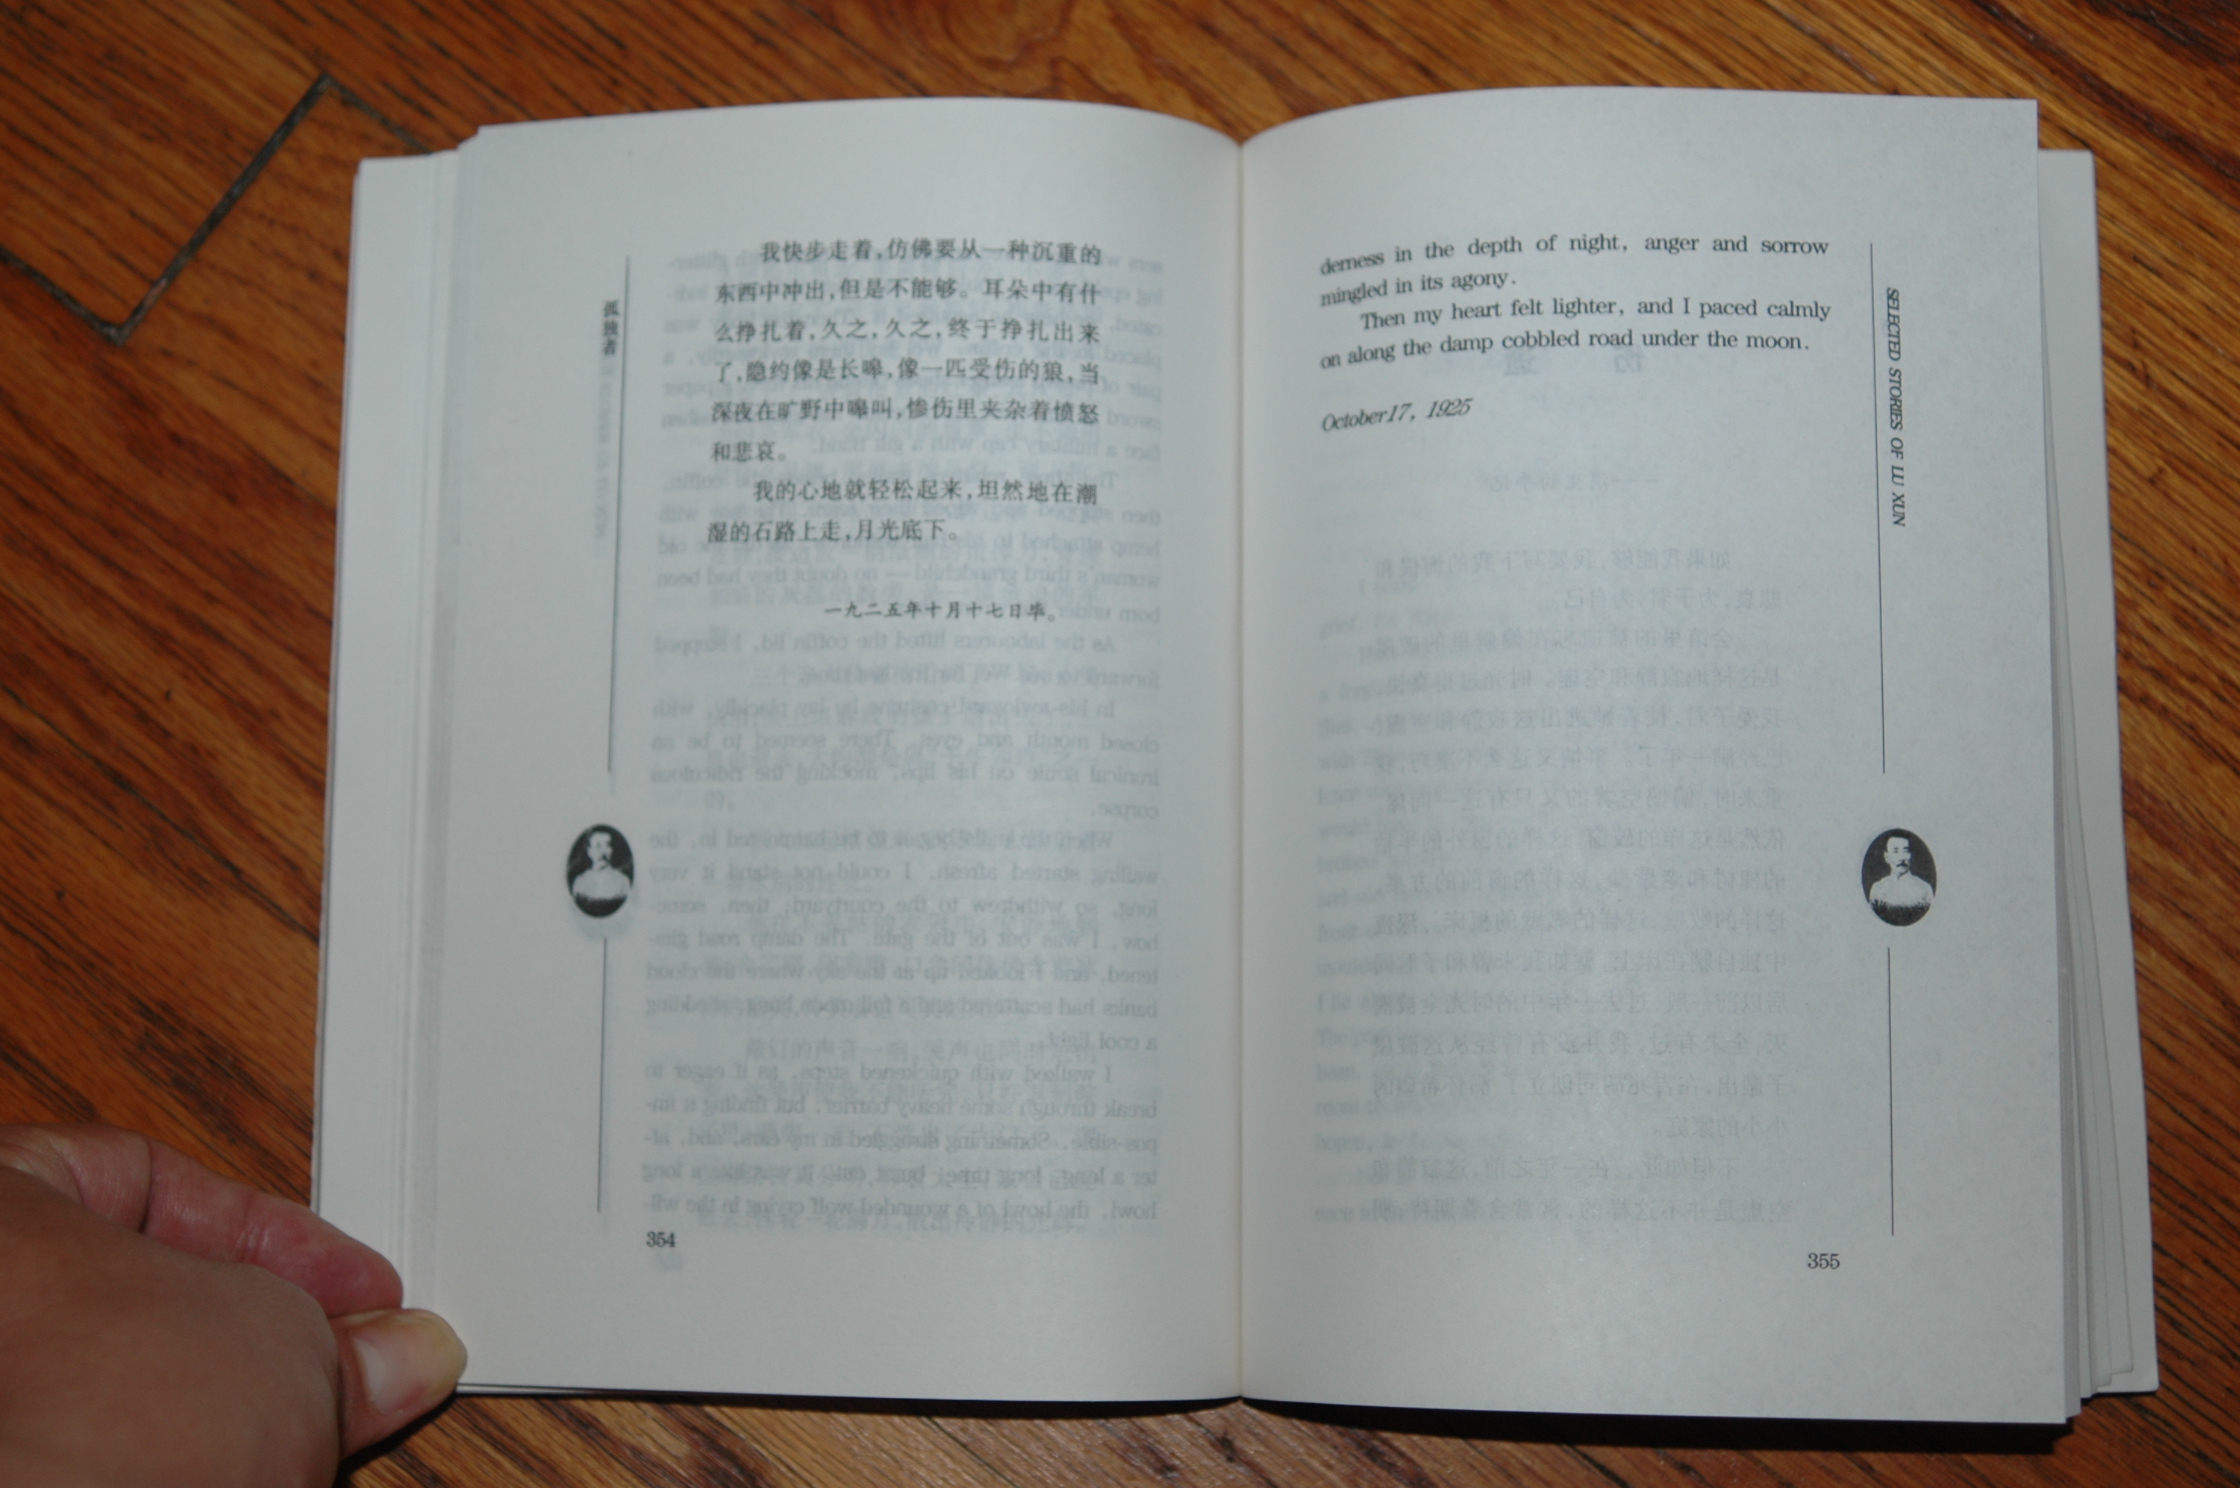 孤独者
我快步走着,仿佛要从一种沉重的
东西中冲出,但是不能够。耳朵中有什
么挣扎着,久之,久之,终于挣扎出来
了,隐约像是长嗥,像一匹受伤的狼,当
深夜在旷野中嗥叫,惨伤里夹杂着愤怒
和悲哀。
我的心地就轻松起来,坦然地在潮
湿的石路上走,月光底下。
一九二五年十月十七日毕。
354
derness in the depth of night, anger and sorrow
mingled in its agony.
Then my heart felt lighter, and I paced calmly
on along the damp cobbled road under the moon.
October17, 1925
SELECTED STORIES OF LU XUN
355